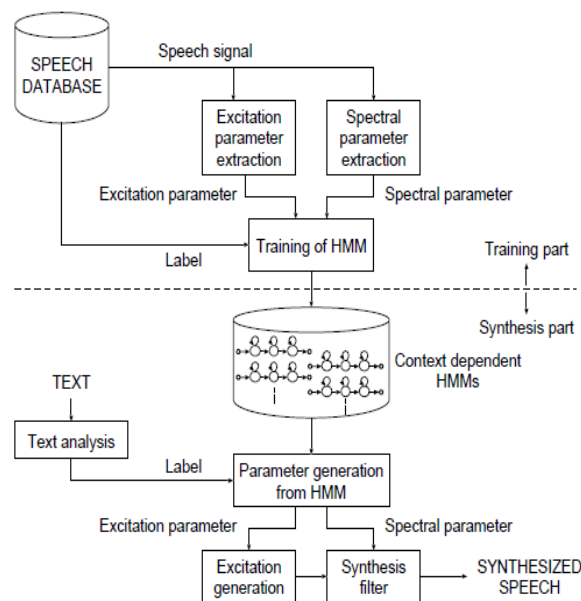 Speech signal
SPEECH
DATABASE
Excitation
parameter
extraction
Spectral
parameter
extraction
Excitation parameter
Spectral parameter
Training of HMM
Label
Training part
Synthesis part
Context dependent
HMMs
TEXT
Text analysis
Label
Parameter generation
from HMM
Excitation parameter
Spectral parameter
Excitation
generation
Synthesis
filter
SYNTHESIZED
SPEECH